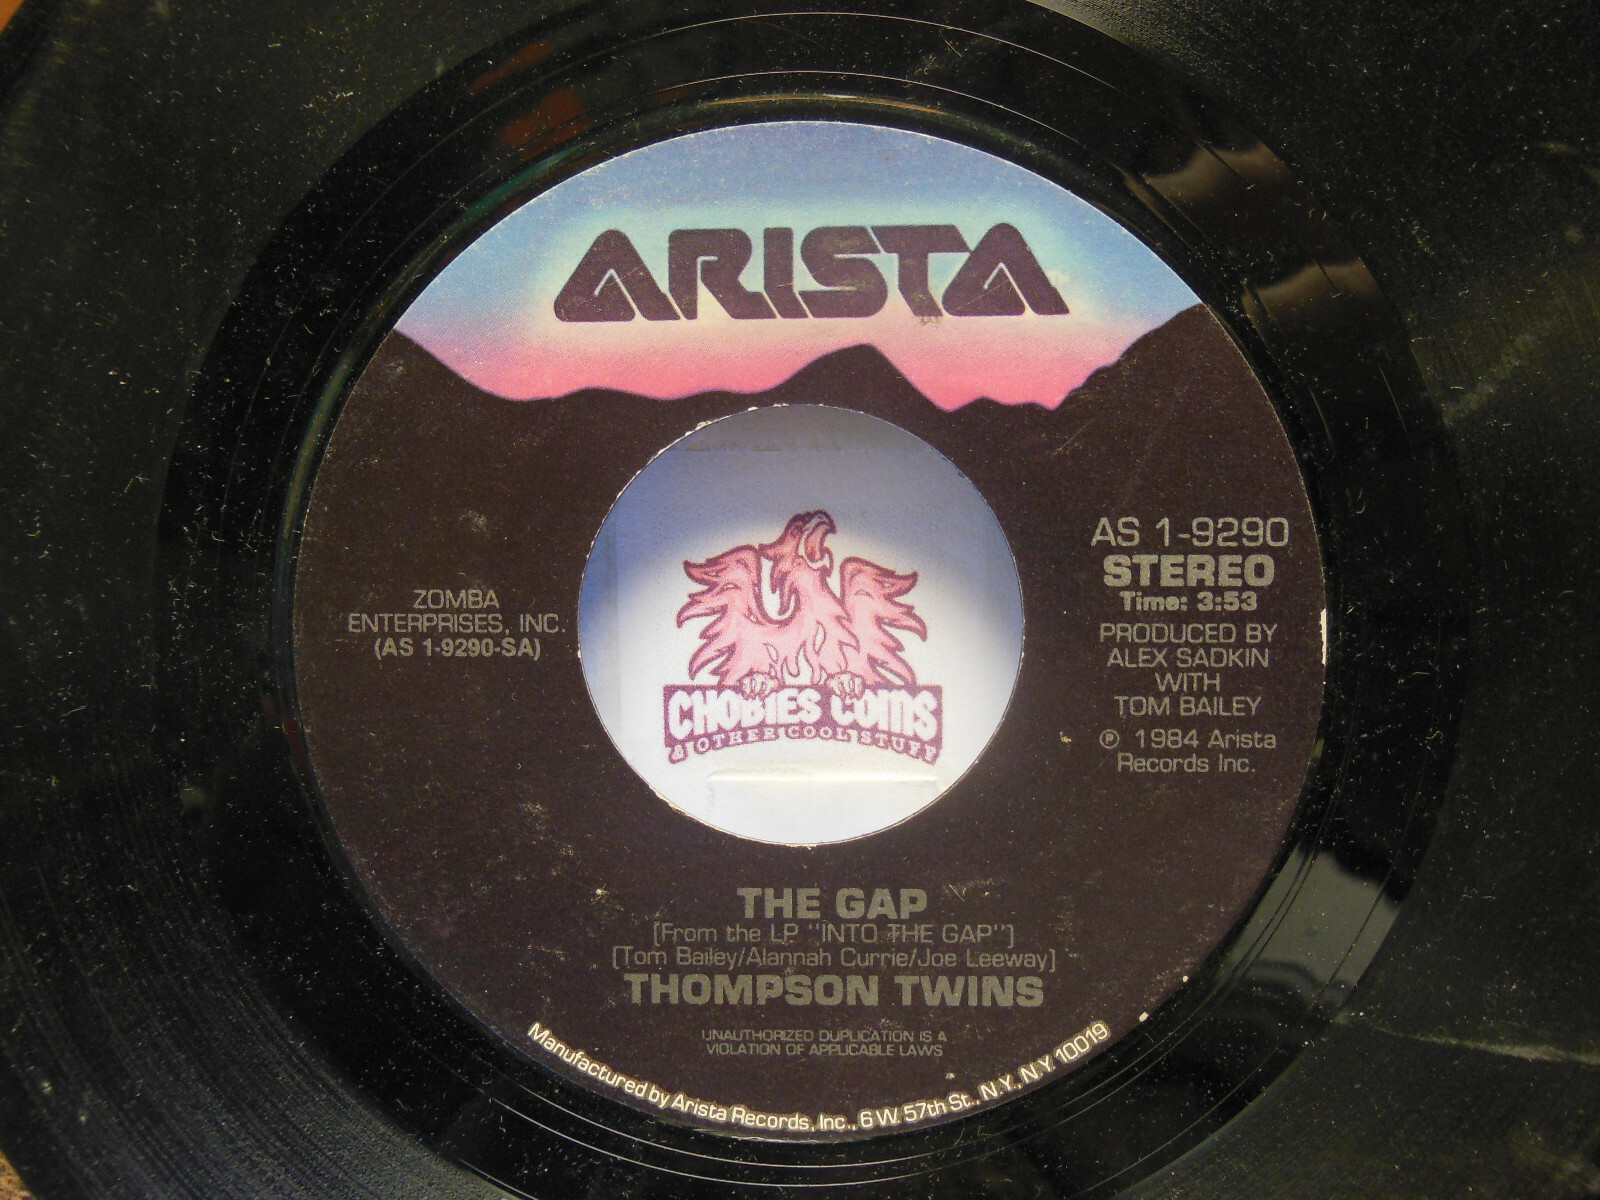 ARISTA
ZOMBA
ENTERPRISES, INC.
(AS 1-9290-SA)
AS 1-9290
STEREO
Time: 3:53
PRODUCED BY
ALEX SADKIN
WITH
TOM BAILEY
℗ 1984 Arista
Records Inc.
CHOBIES COINS
& OTHER COOL STUFF
THE GAP
[From the LP "INTO THE GAP"]
[Tom Bailey/Alannah Currie/Joe Leeway]
THOMPSON TWINS
UNAUTHORIZED DUPLICATION IS A
VIOLATION OF APPLICABLE LAWS
Manufactured by Arista Records, Inc., 6 W. 57th St., N.Y., N.Y. 10019